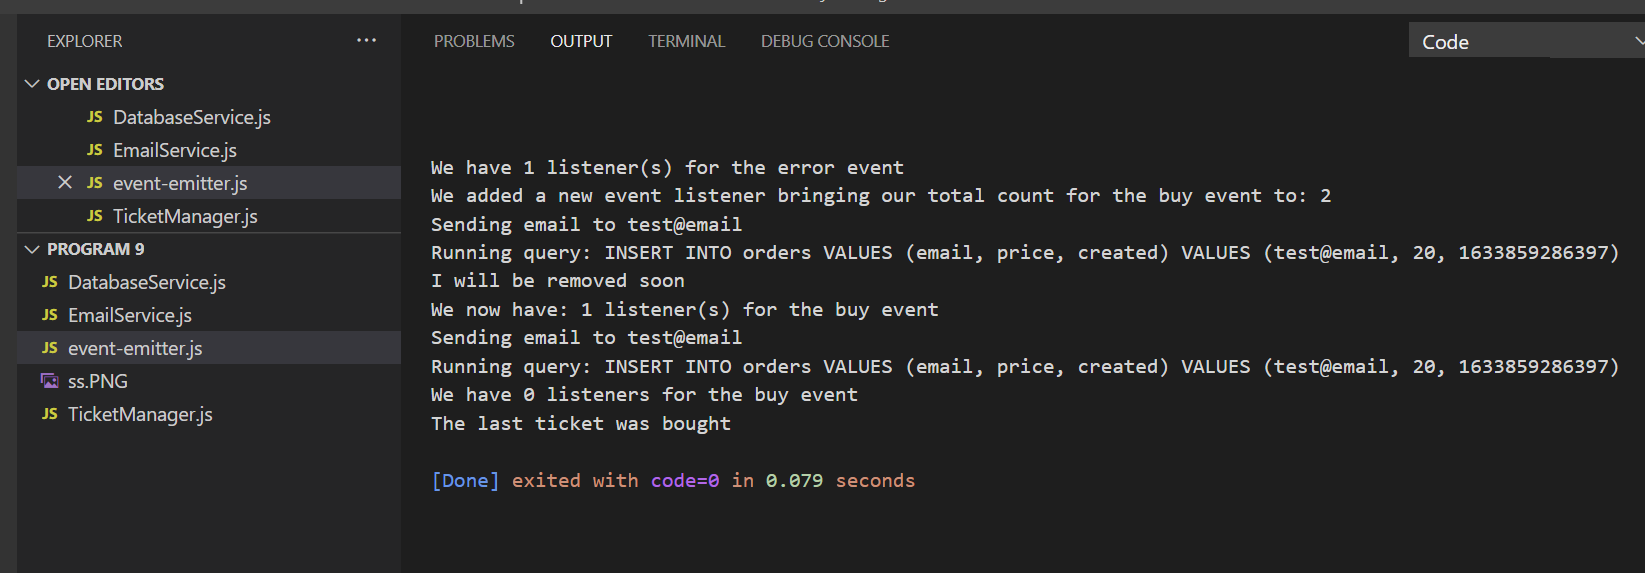 EXPLORER
...
OPEN EDITORS
JS DatabaseService.js
JS EmailService.js
JS event-emitter.js
JS TicketManager.js
PROGRAM 9
JS DatabaseService.js
JS EmailService.js
JS event-emitter.js
ss.PNG
JS TicketManager.js
PROBLEMS OUTPUT TERMINAL DEBUG CONSOLE
Code
We have 1 listener(s) for the error event
We added a new event listener bringing our total count for the buy event to: 2
Sending email to test@email
Running query: INSERT INTO orders VALUES (email, price, created) VALUES (test@email, 20, 1633859286397)
I will be removed soon
We now have: 1 listener(s) for the buy event
Sending email to test@email
Running query: INSERT INTO orders VALUES (email, price, created) VALUES (test@email, 20, 1633859286397)
We have 0 listeners for the buy event
The last ticket was bought
[Done] exited with code=0 in 0.079 seconds